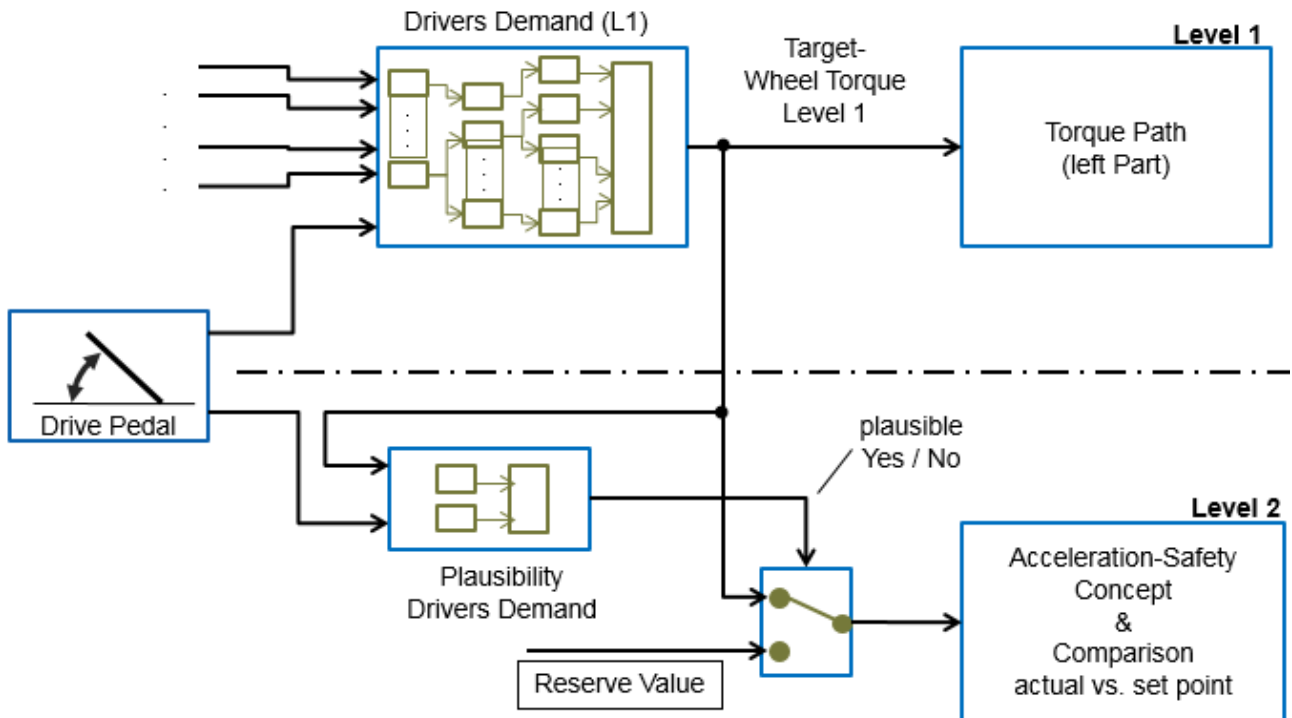 Drivers Demand (L1)
Target-
Wheel Torque
Level 1
Level 1
Torque Path
(left Part)
Drive Pedal
plausible
Yes / No
Plausibility
Drivers Demand
Reserve Value
Level 2
Acceleration-Safety
Concept
&
Comparison
actual vs. set point